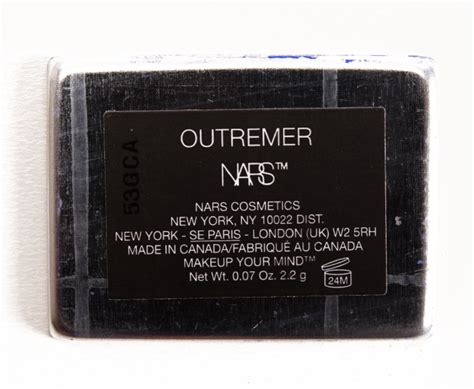 OUTREMER
NARS™
NARS COSMETICS
NEW YORK, NY 10022 DIST.
NEW YORK - SE PARIS - LONDON (UK) W2 5RH
MADE IN CANADA/FABRIQUÉ AU CANADA
MAKEUP YOUR MIND™
Net Wt. 0.07 Oz. 2.2 g
24M
53GCA